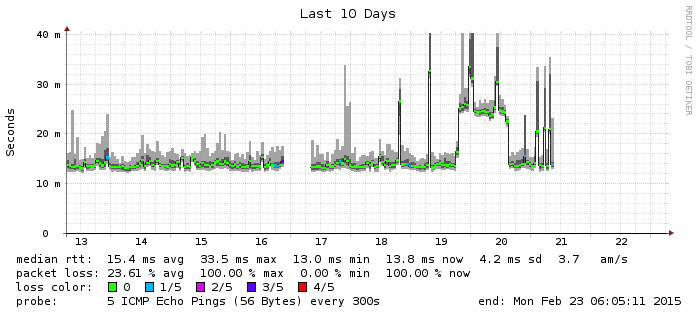 Last 10 Days
RRDTOOL / TOBI OETIKER
Seconds
40 m
30 m
20 m
10 m
0
13 14 15 16 17 18 19 20 21 22
median rtt: 15.4 ms avg 33.5 ms max 13.0 ms min 13.8 ms now 4.2 ms sd 3.7 am/s
packet loss: 23.61 % avg 100.00 % max 0.00 % min 100.00 % now
loss color: 0 1/5 2/5 3/5 4/5
probe: 5 ICMP Echo Pings (56 Bytes) every 300s end: Mon Feb 23 06:05:11 2015